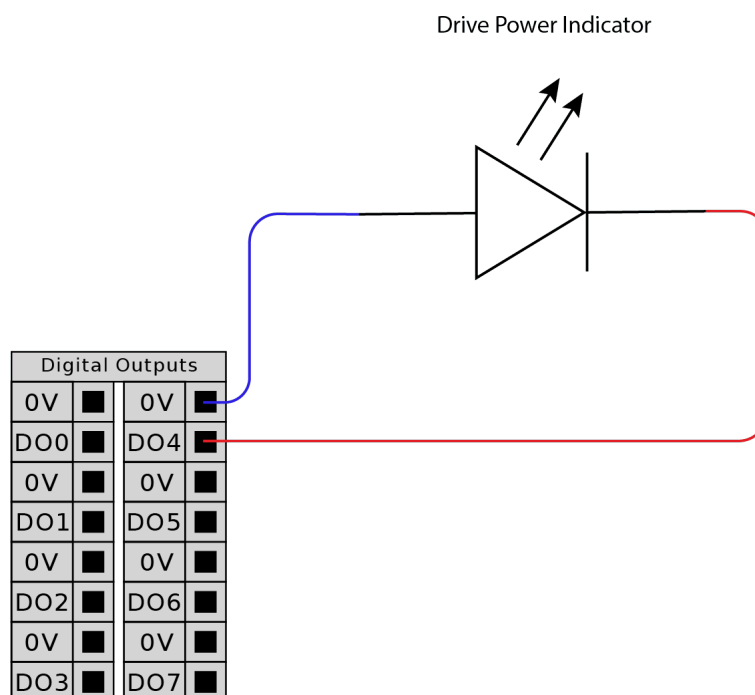 Drive Power Indicator
Digital Outputs
0V 0V
DO0 DO4
0V 0V
DO1 DO5
0V 0V
DO2 DO6
0V 0V
DO3 DO7